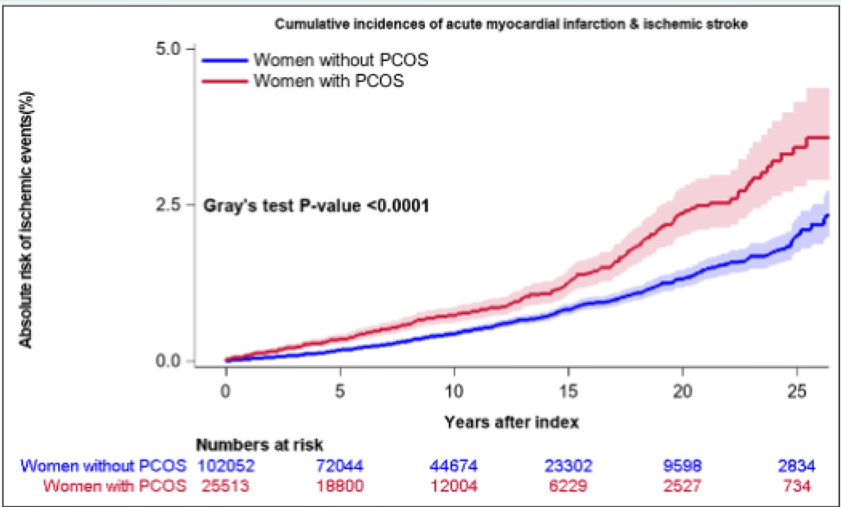 Cumulative incidences of acute myocardial infarction & ischemic stroke
Absolute risk of ischemic events(%)
5.0
Women without PCOS
Women with PCOS
2.5
Gray's test P-value <0.0001
0.0
0 5 10 15 20 25
Years after index
Numbers at risk
Women without PCOS 102052 72044 44674 23302 9598 2834
Women with PCOS 25513 18800 12004 6229 2527 734